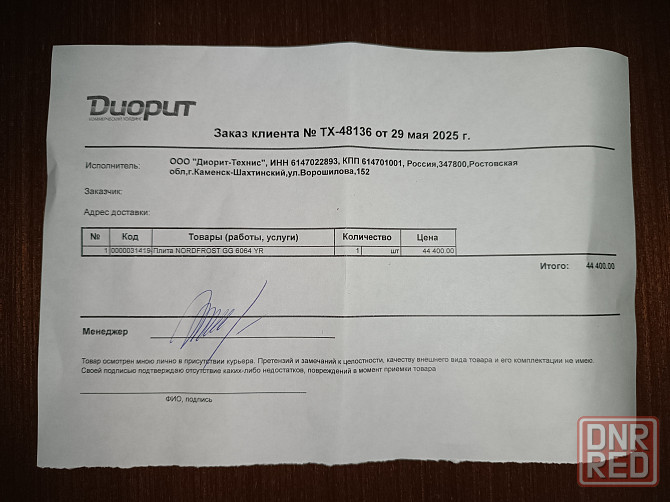 Диорит
КОММЕРЧЕСКИЙ ХОЛДИНГ
Заказ клиента № ТХ-48136 от 29 мая 2025 г.
Исполнитель: ООО "Диорит-Технис", ИНН 6147022893, КПП 614701001, Россия,347800,Ростовская
обл,г.Каменск-Шахтинский,ул.Ворошилова,152
Заказчик:
Адрес доставки:
№ Код Товары (работы, услуги) Количество Цена
1 0000031419 Плита NORDFROST GG 6064 YR 1 шт 44 400.00
Итого: 44 400.00
Менеджер
Товар осмотрен мною лично в присутствии курьера. Претензий и замечаний к целостности, качеству внешнего вида товара и его комплектации не имею.
Своей подписью подтверждаю отсутствие каких-либо недостатков, повреждений в момент приемки товара
ФИО, подпись
DNR
RED